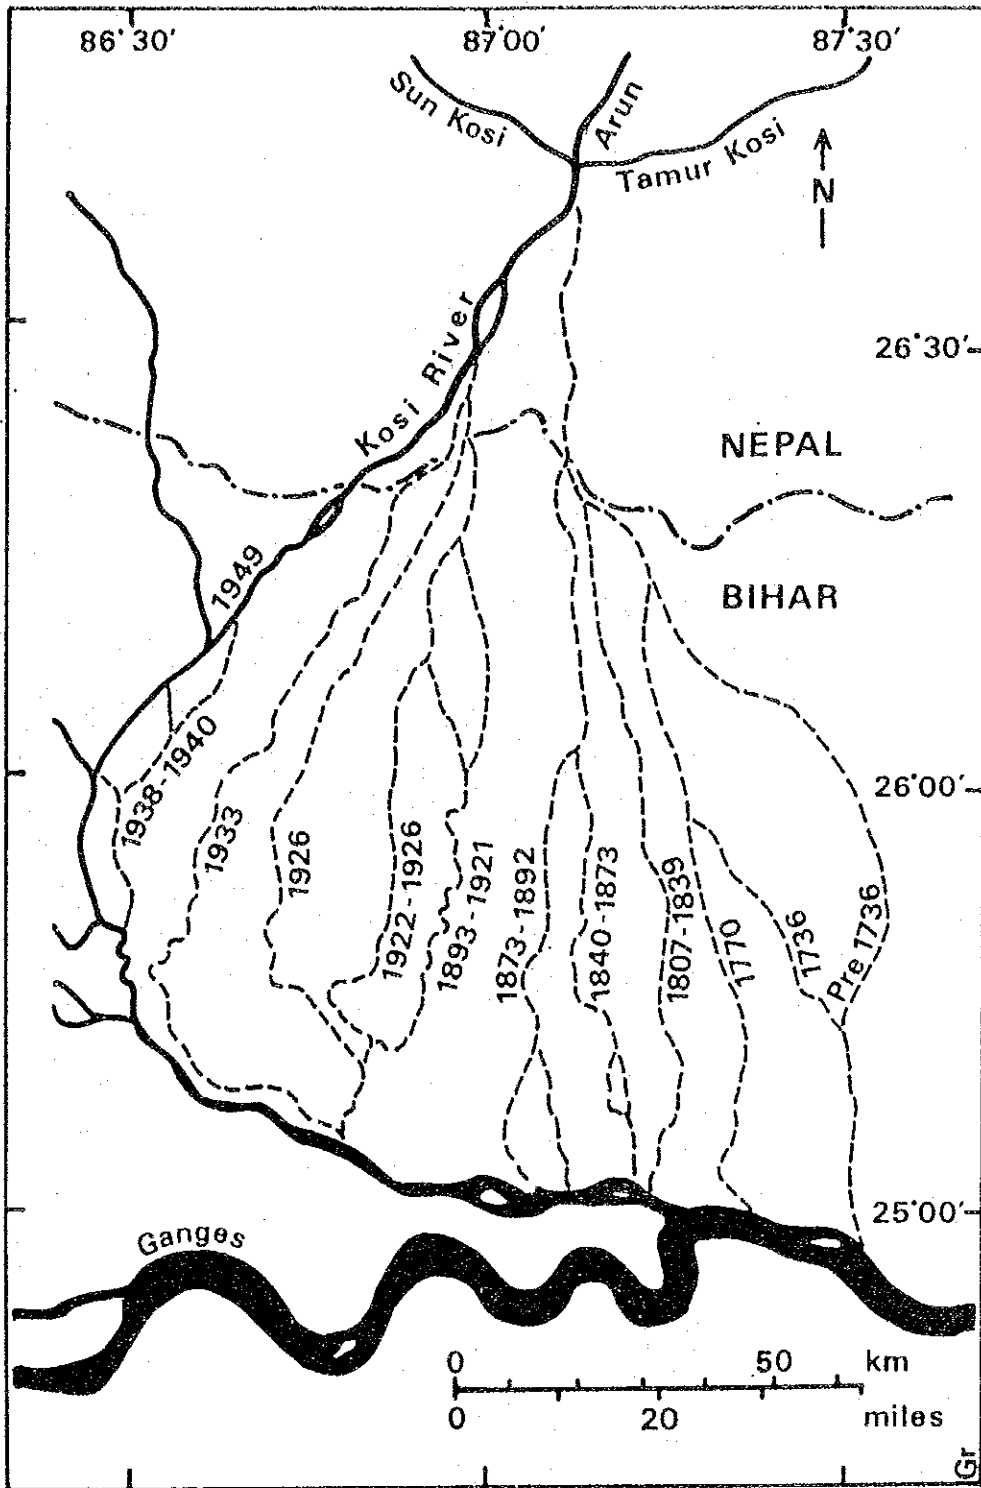 86°30'
87°00'
87°30'
Sun Kosi
Arun
Tamur Kosi
N
Kosi River
26°30'
NEPAL
BIHAR
1949
26°00'
1938-1940
1933
1926
1922-1926
1893-1921
1873-1892
1840-1873
1807-1839
1770
1736
Pre 1736
25°00'
Ganges
0 50 km
0 20 miles
Gr